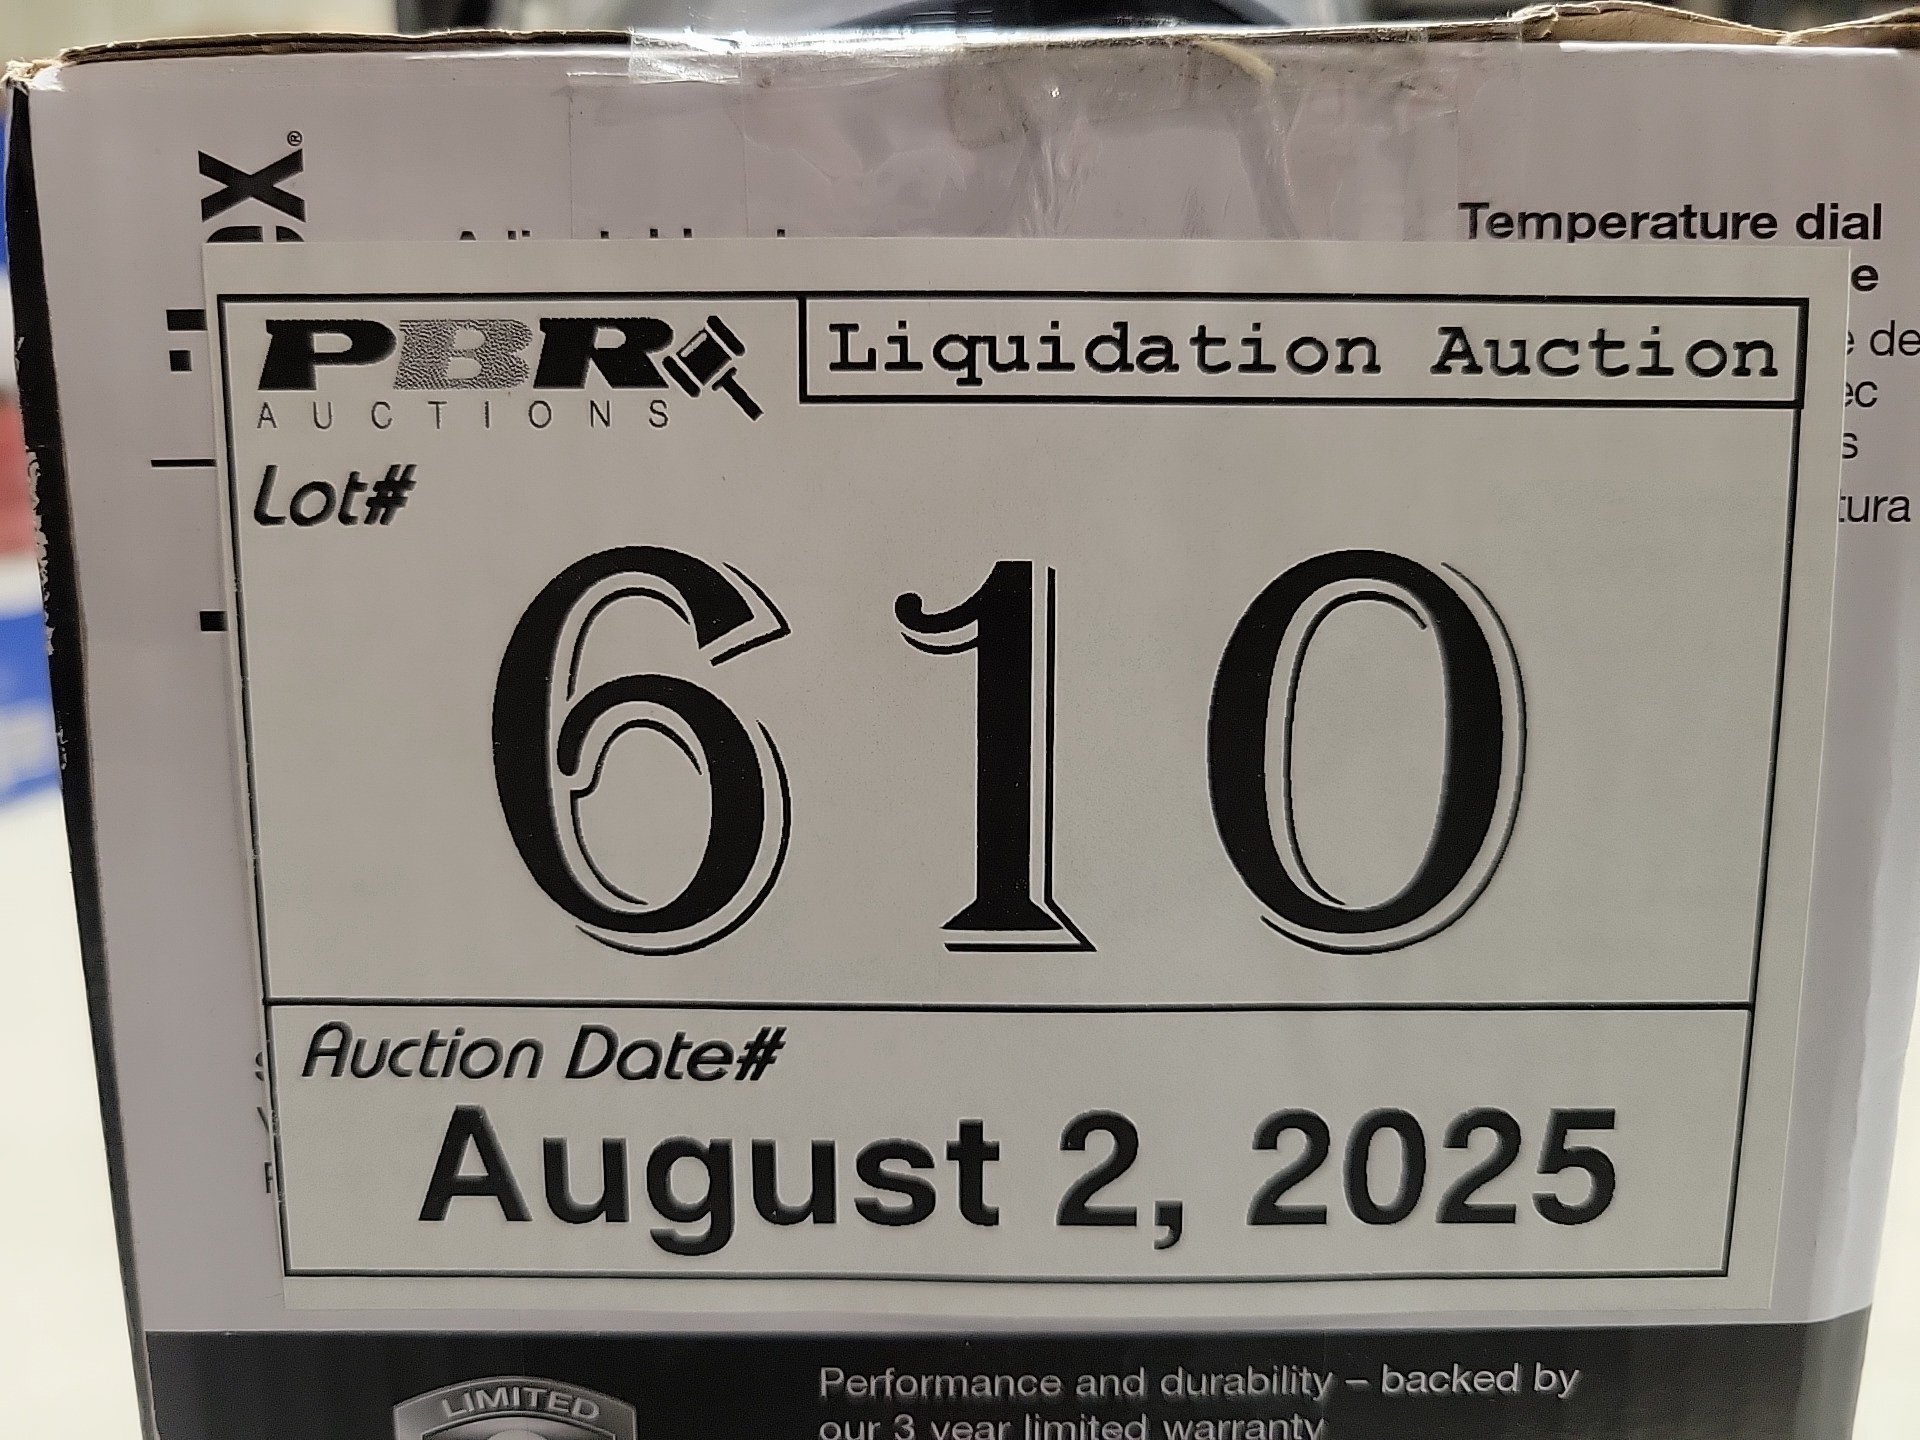 Temperature dial
PBR
AUCTIONS
Liquidation Auction
Lot#
610
Auction Date#
August 2, 2025
LIMITED
Performance and durability – backed by
our 3 year limited warranty